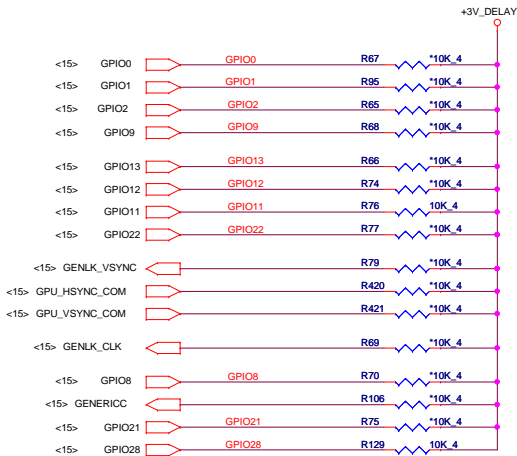 +3V_DELAY
<15> GPIO0 GPIO0 R67 *10K_4
<15> GPIO1 GPIO1 R95 *10K_4
<15> GPIO2 GPIO2 R65 *10K_4
<15> GPIO9 GPIO9 R68 *10K_4
<15> GPIO13 GPIO13 R66 *10K_4
<15> GPIO12 GPIO12 R74 *10K_4
<15> GPIO11 GPIO11 R76 10K_4
<15> GPIO22 GPIO22 R77 *10K_4
<15> GENLK_VSYNC R79 *10K_4
<15> GPU_HSYNC_COM R420 *10K_4
<15> GPU_VSYNC_COM R421 *10K_4
<15> GENLK_CLK R69 *10K_4
<15> GPIO8 GPIO8 R70 *10K_4
<15> GENERICC R106 *10K_4
<15> GPIO21 GPIO21 R75 *10K_4
<15> GPIO28 GPIO28 R129 10K_4